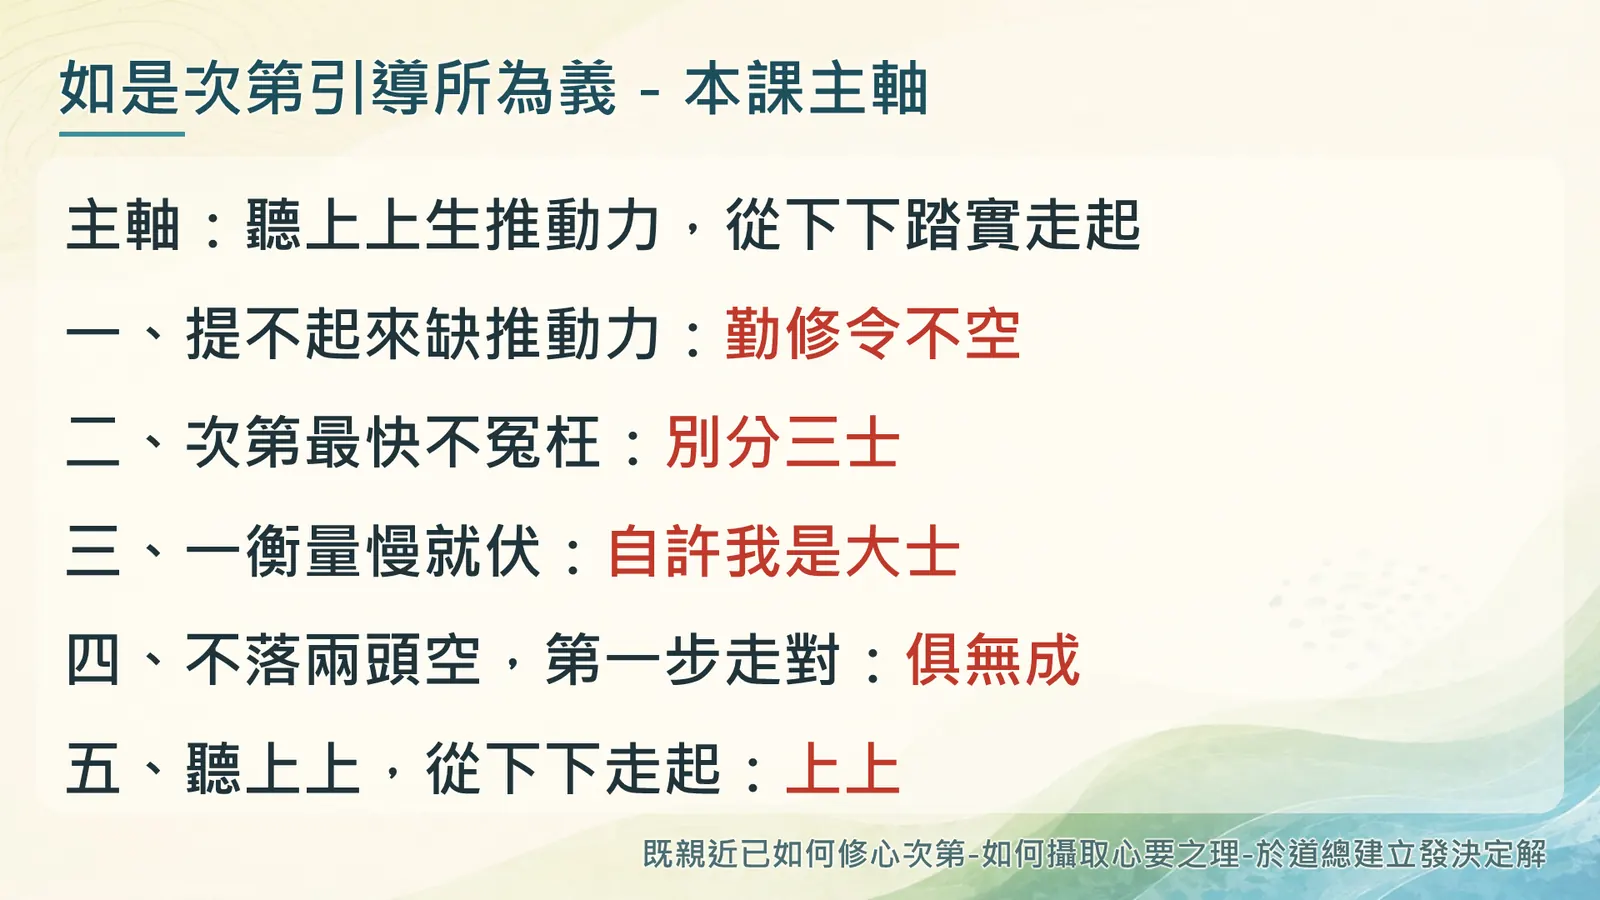 如是次第引導所為義 - 本課主軸
主軸：聽上上生推動力，從下下踏實走起
一、提不起來缺推動力：勤修令不空
二、次第最快不冤枉：別分三士
三、一衡量慢就伏：自許我是大士
四、不落兩頭空，第一步走對：俱無成
五、聽上上，從下下走起：上上
既親近已如何修心次第-如何攝取心要之理-於道總建立發決定解